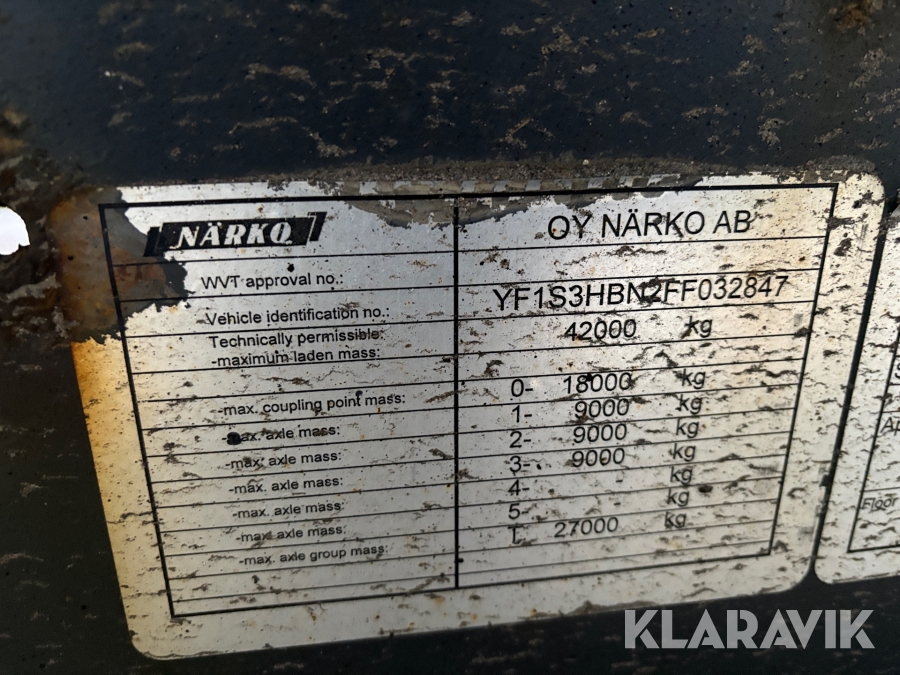 NÄRKO
OY NÄRKO AB
WVT approval no.:
Vehicle identification no.: YF1S3HBN2FF032847
Technically permissible:
-maximum laden mass: 42000 kg
-max. coupling point mass: 0- 18000 kg
-max. axle mass: 1- 9000 kg
-max. axle mass: 2- 9000 kg
-max. axle mass: 3- 9000 kg
-max. axle mass: 4- - kg
-max. axle mass: 5- - kg
-max. axle group mass: T- 27000 kg
Floor
KLARAVIK